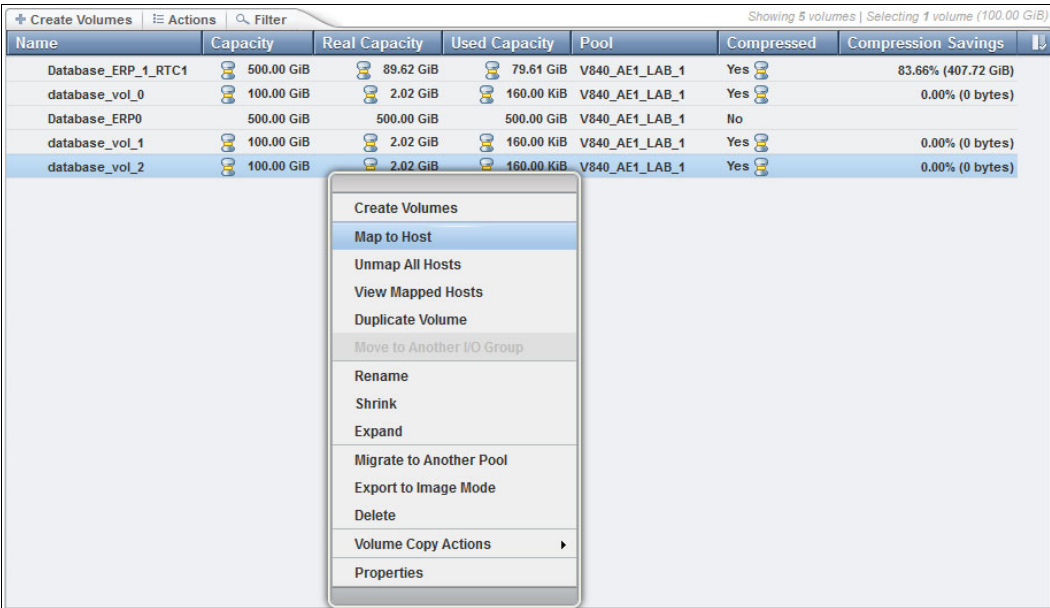 Create Volumes Actions Filter Showing 5 volumes | Selecting 1 volume (100.00 GiB)
Name Capacity Real Capacity Used Capacity Pool Compressed Compression Savings
Database_ERP_1_RTC1 500.00 GiB 89.62 GiB 79.61 GiB V840_AE1_LAB_1 Yes 83.66% (407.72 GiB)
database_vol_0 100.00 GiB 2.02 GiB 160.00 KiB V840_AE1_LAB_1 Yes 0.00% (0 bytes)
Database_ERP0 500.00 GiB 500.00 GiB 500.00 GiB V840_AE1_LAB_1 No
database_vol_1 100.00 GiB 2.02 GiB 160.00 KiB V840_AE1_LAB_1 Yes 0.00% (0 bytes)
database_vol_2 100.00 GiB 2.02 GiB 160.00 KiB V840_AE1_LAB_1 Yes 0.00% (0 bytes)
Create Volumes
Map to Host
Unmap All Hosts
View Mapped Hosts
Duplicate Volume
Move to Another I/O Group
Rename
Shrink
Expand
Migrate to Another Pool
Export to Image Mode
Delete
Volume Copy Actions
Properties